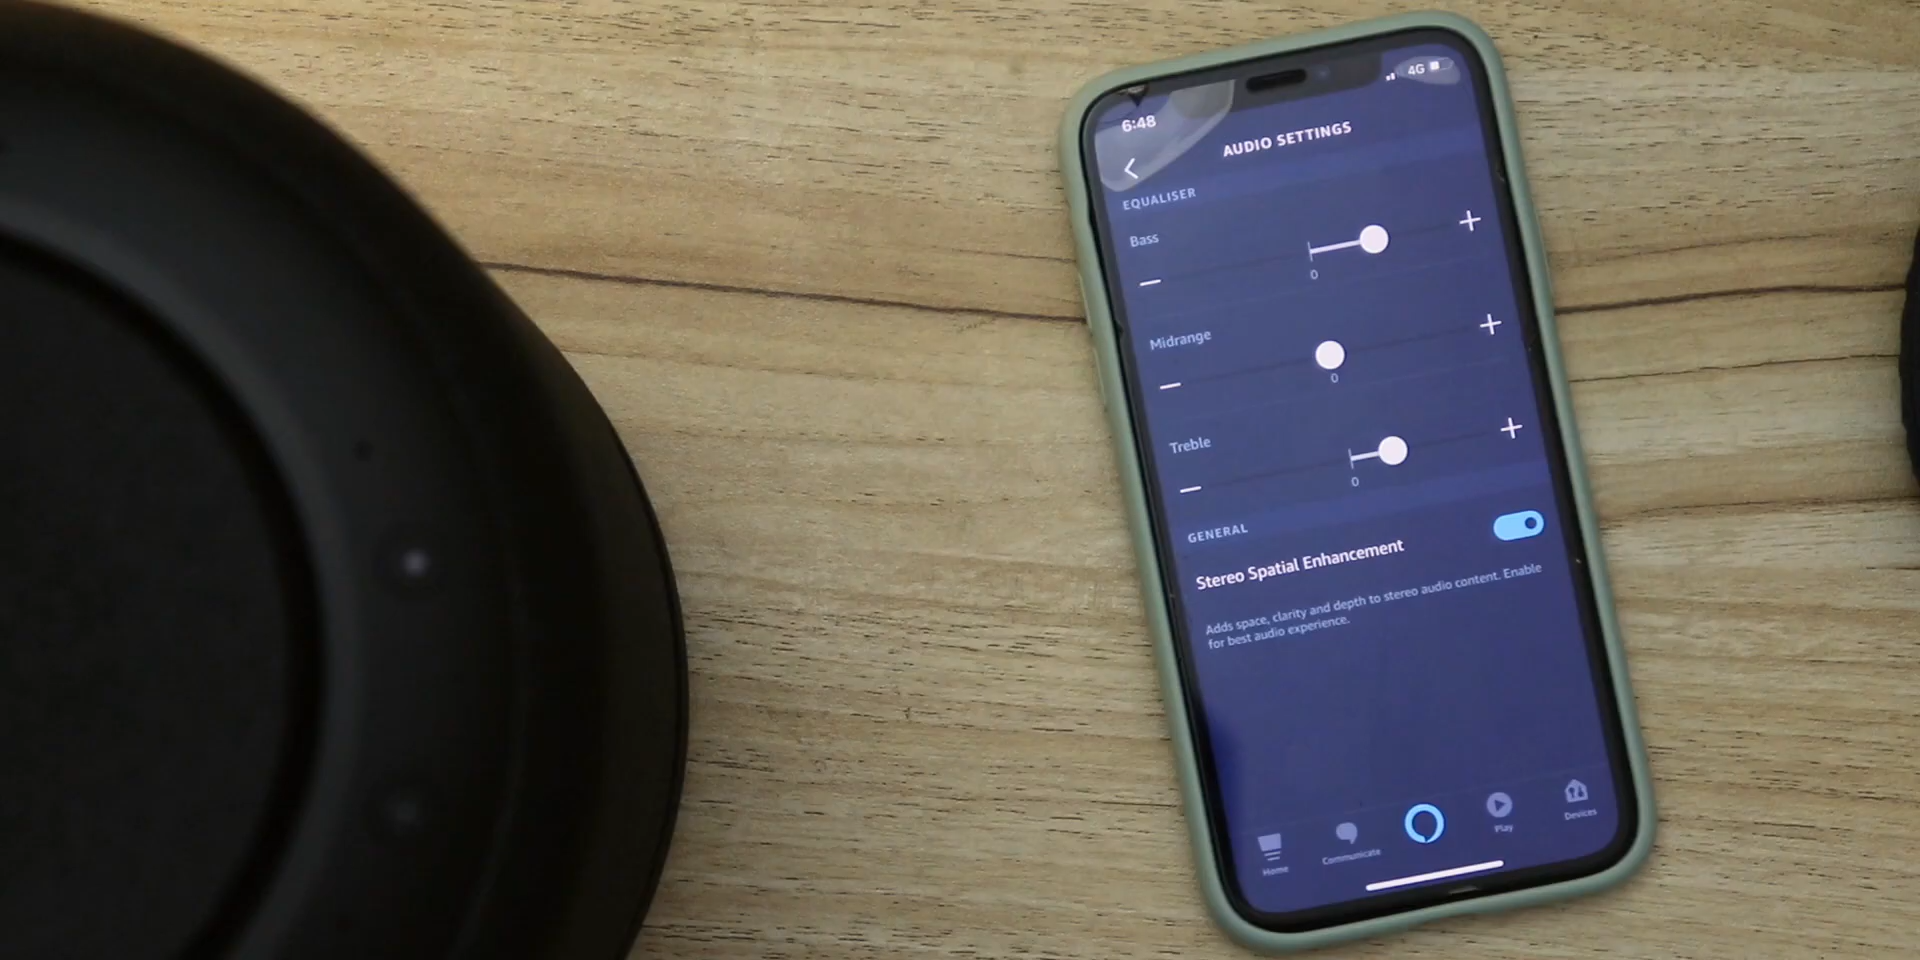 4G
6:48
AUDIO SETTINGS
EQUALISER
Bass
0
Midrange
0
Treble
0
GENERAL
Stereo Spatial Enhancement
Adds space, clarity and depth to stereo audio content. Enable
for best audio experience.
Home
Communicate
Play
Devices